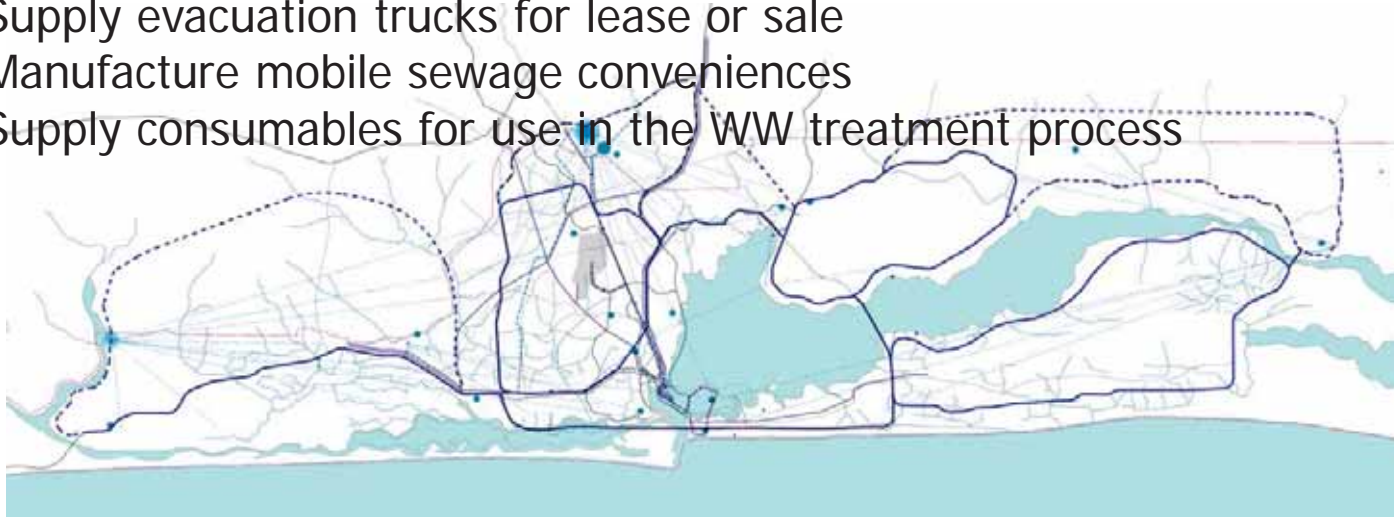 Supply evacuation trucks for lease or sale
Manufacture mobile sewage conveniences
Supply consumables for use in the WW treatment process